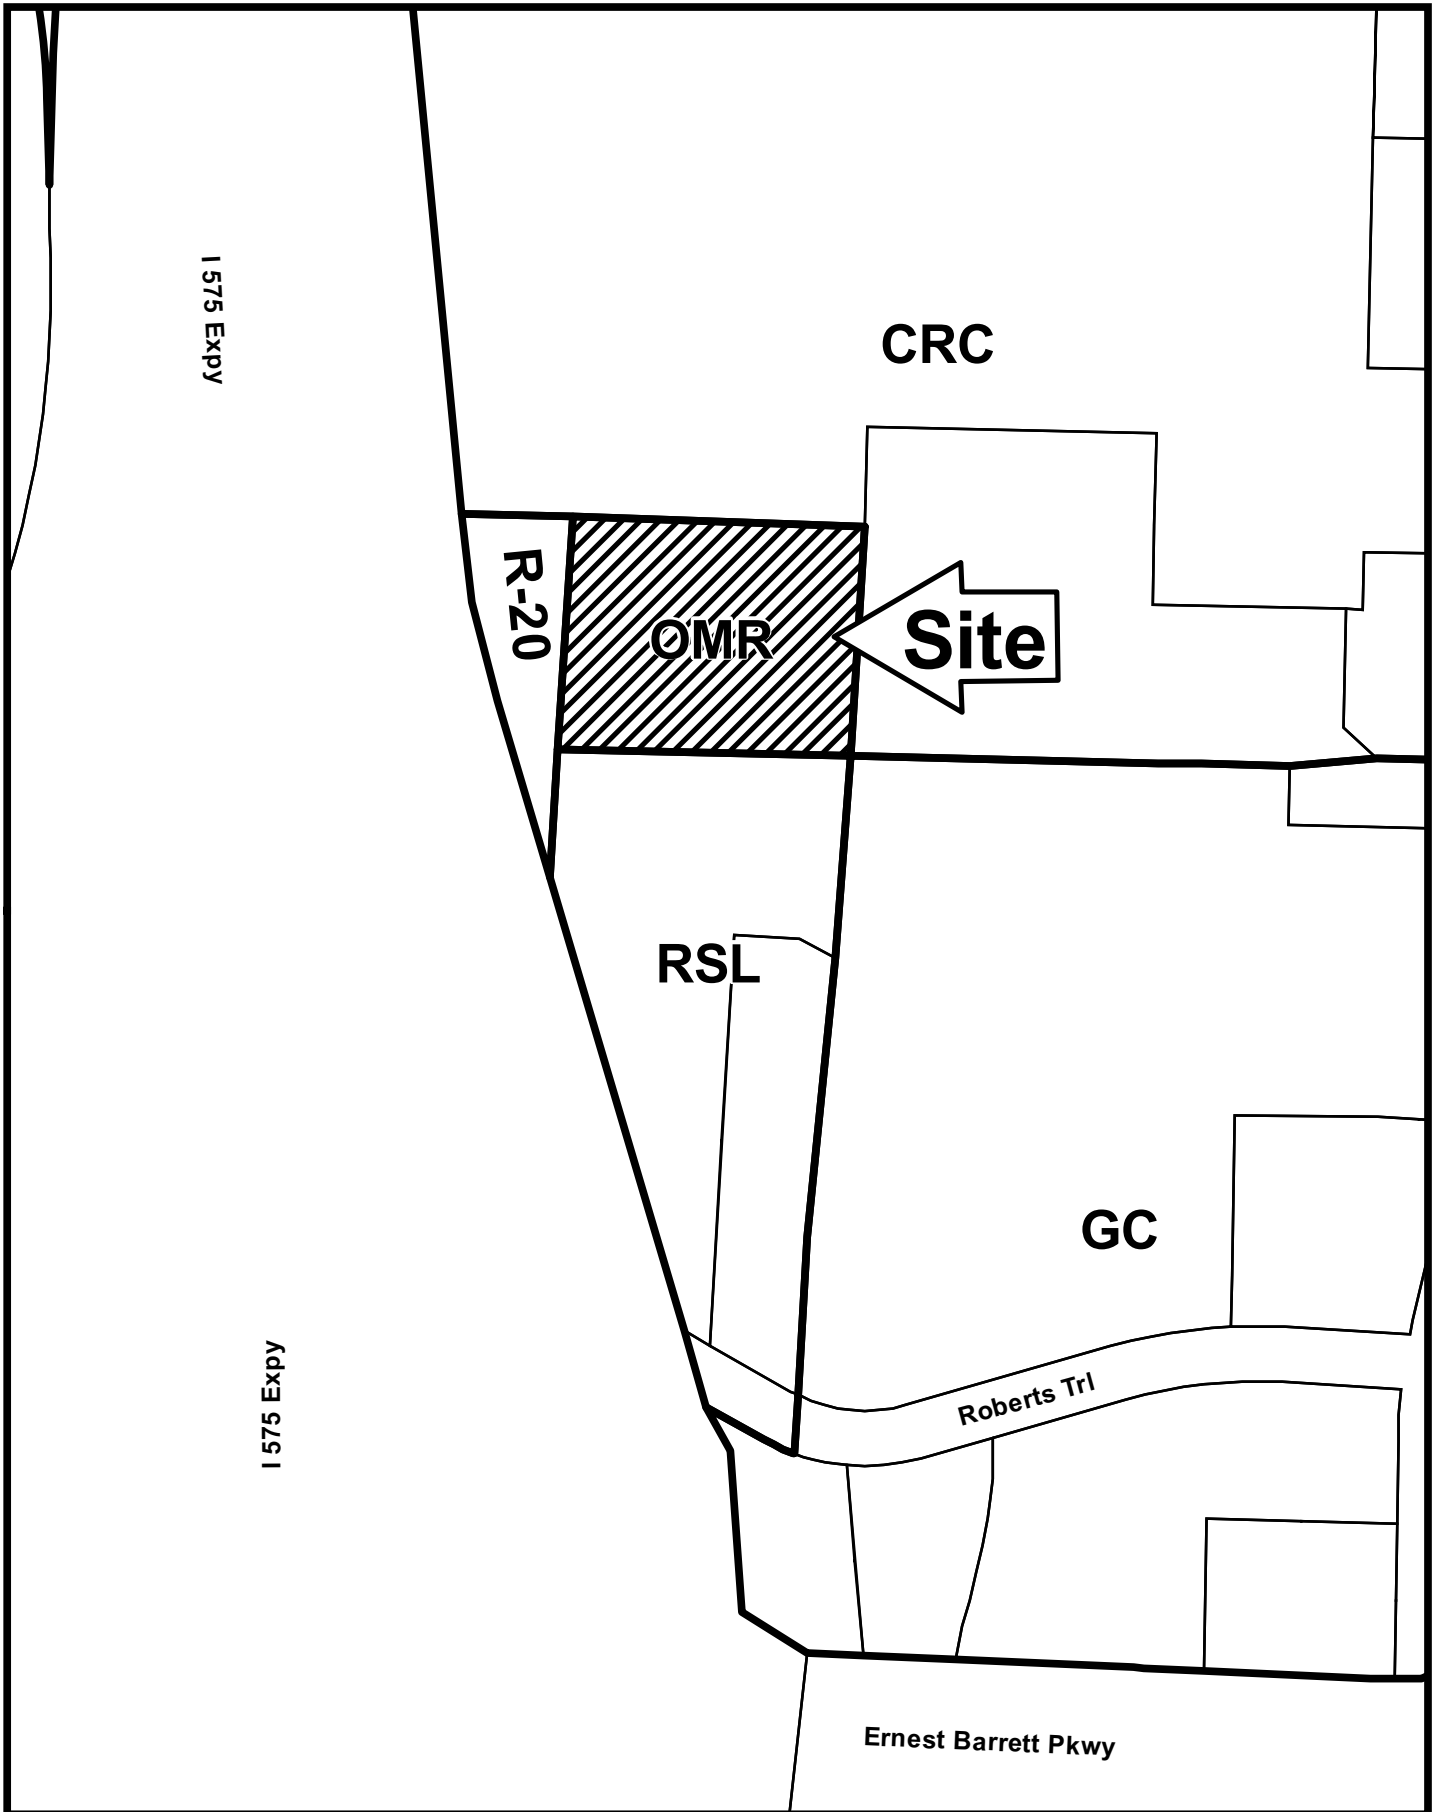 I 575 Expy
CRC
R-20
OMR
Site
RSL
GC
I 575 Expy
Roberts Trl
Ernest Barrett Pkwy